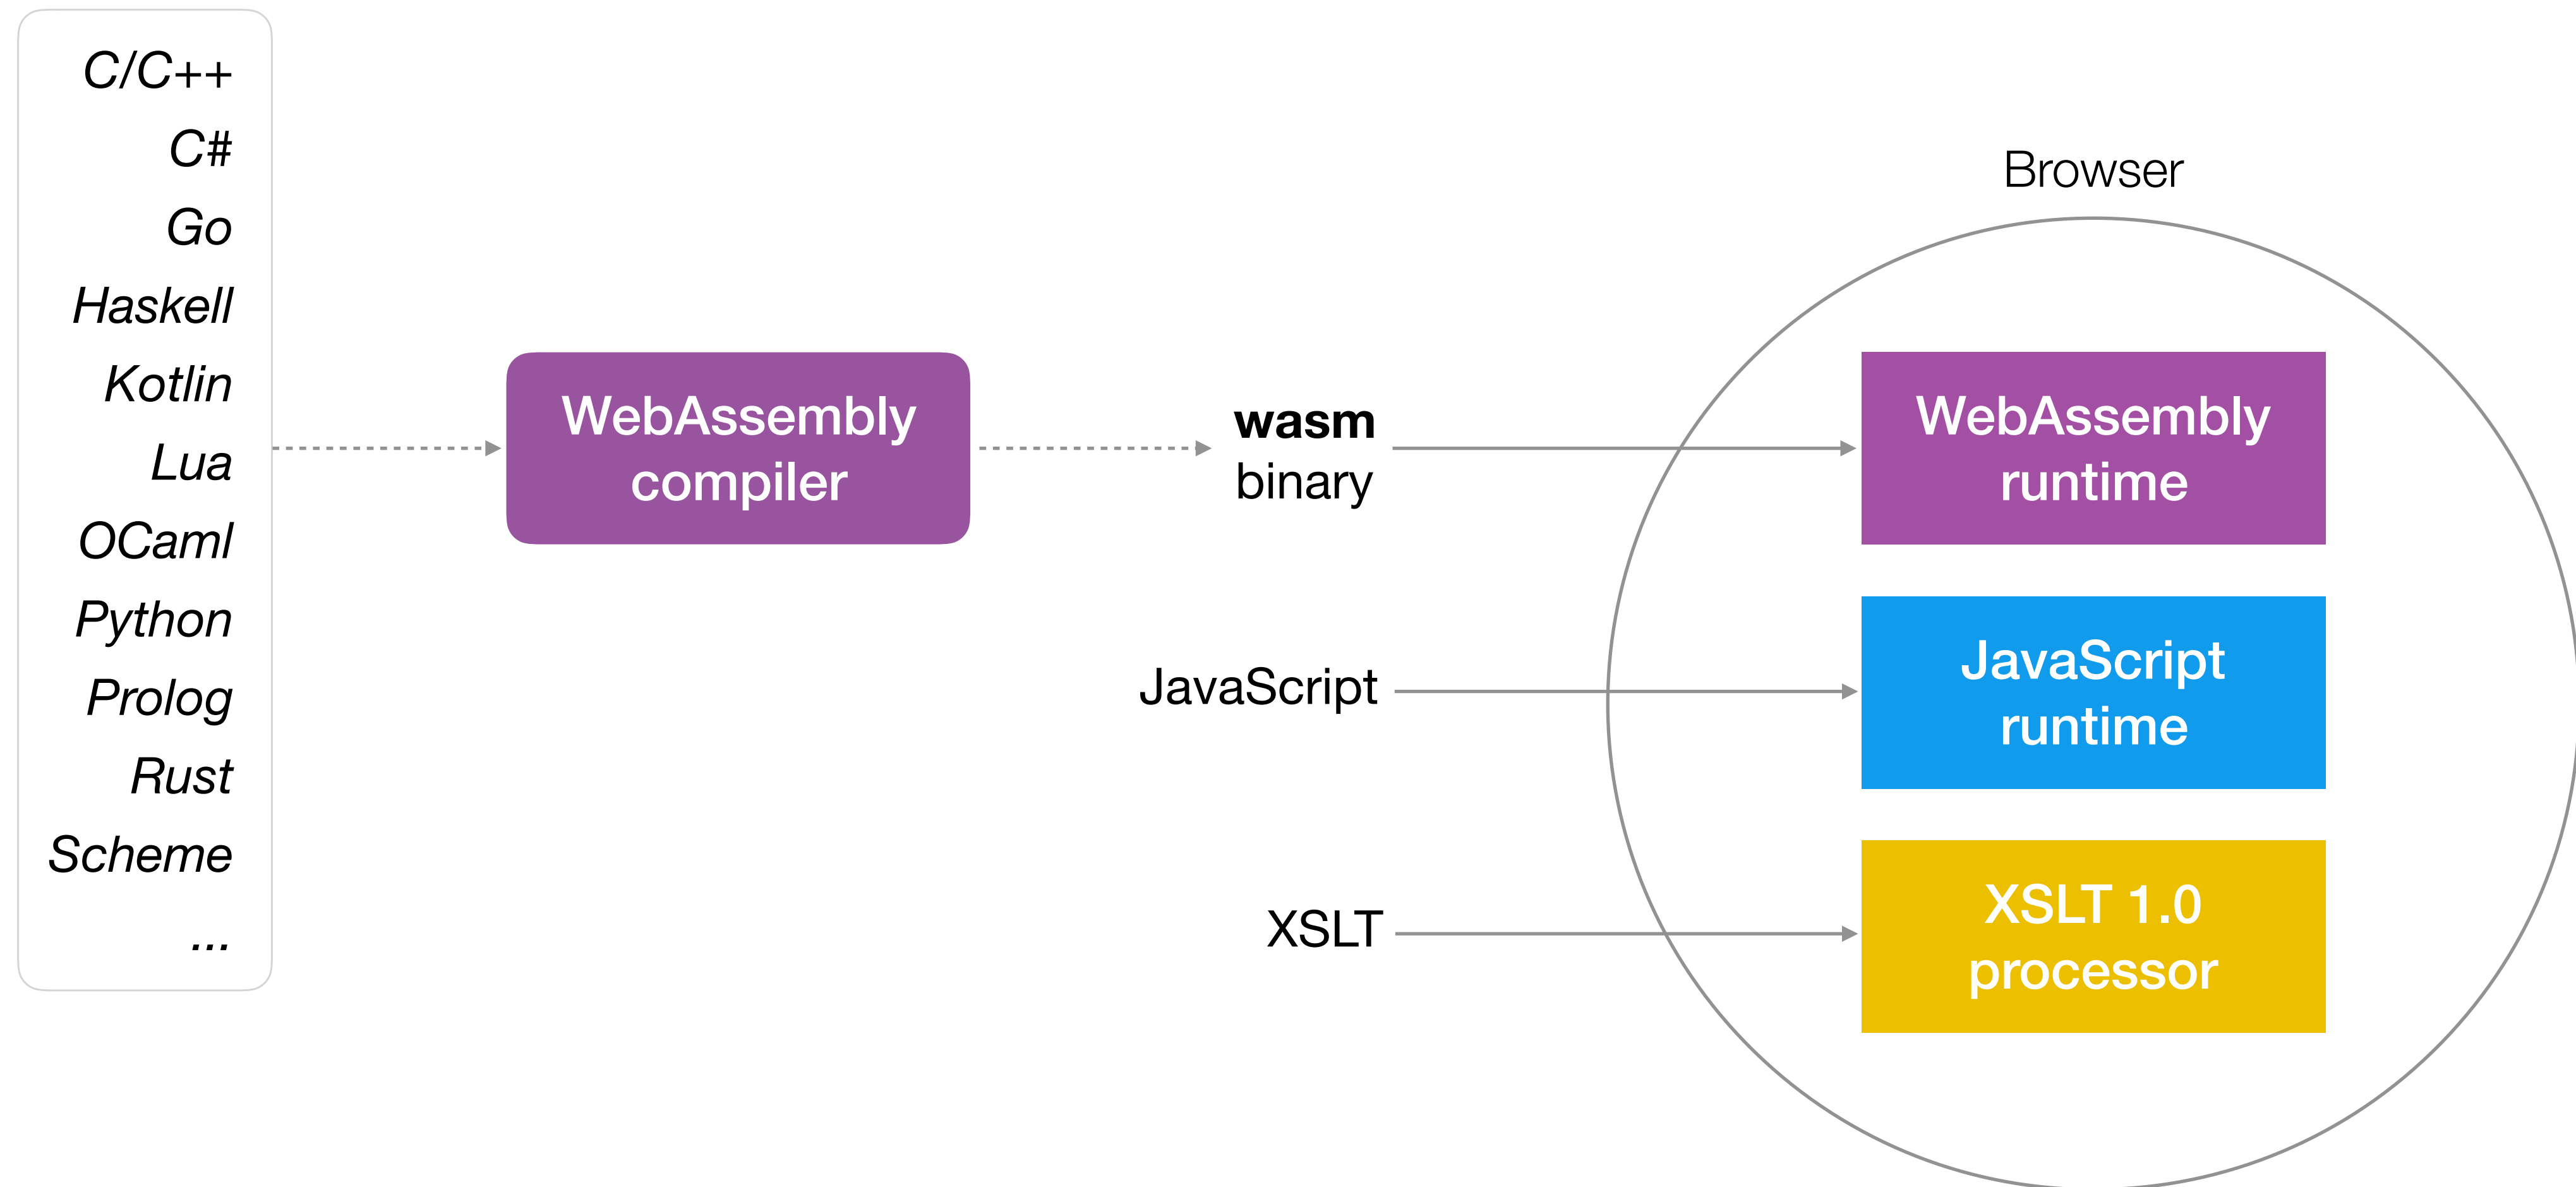 C/C++
C#
Go
Haskell
Kotlin
Lua
OCaml
Python
Prolog
Rust
Scheme
...
WebAssembly
compiler
wasm
binary
JavaScript
XSLT
Browser
WebAssembly
runtime
JavaScript
runtime
XSLT 1.0
processor